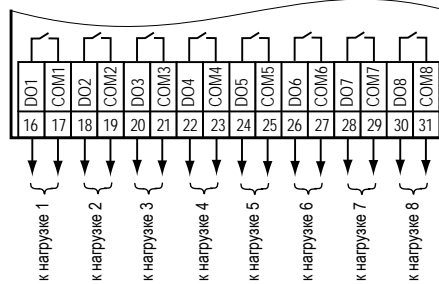 DO1 COM1 DO2 COM2 DO3 COM3 DO4 COM4 DO5 COM5 DO6 COM6 DO7 COM7 DO8 COM8
16 17 18 19 20 21 22 23 24 25 26 27 28 29 30 31
к нагрузке 1
к нагрузке 2
к нагрузке 3
к нагрузке 4
к нагрузке 5
к нагрузке 6
к нагрузке 7
к нагрузке 8